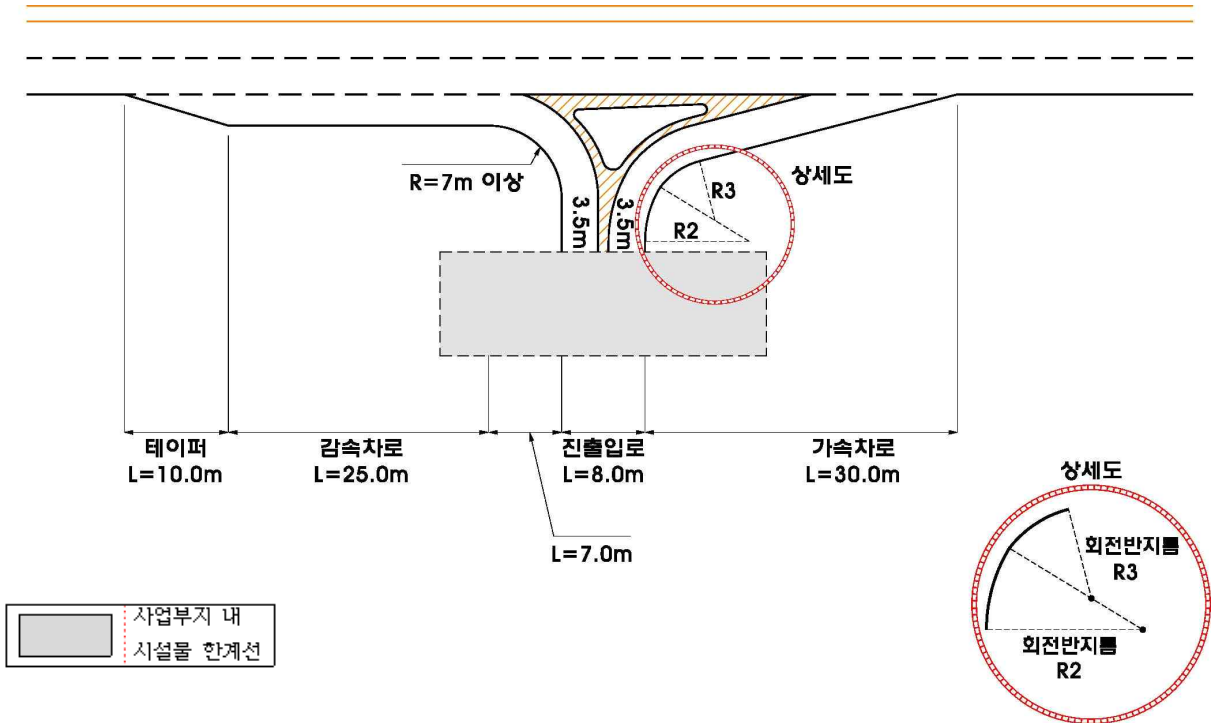 R=7m 이상
3.5m
3.5m
R2
R3
상세도
테이퍼
L=10.0m
감속차로
L=25.0m
진출입로
L=8.0m
가속차로
L=30.0m
L=7.0m
상세도
회전반지름
R3
회전반지름
R2
사업부지 내
시설물 한계선